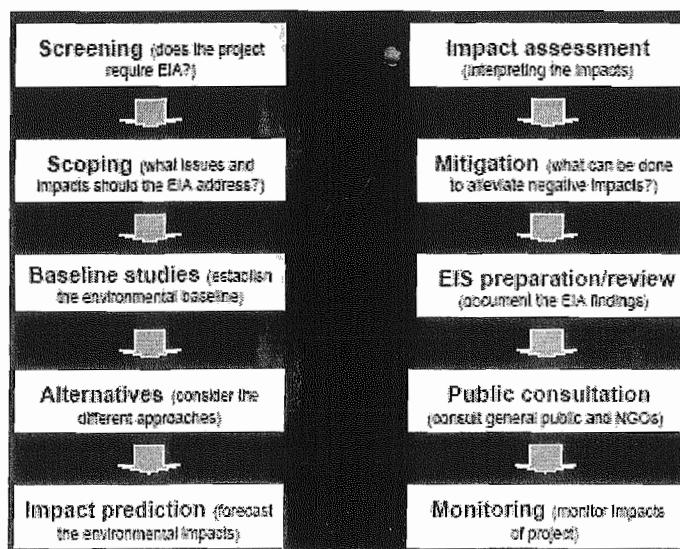 Screening (does the project
require EIA?)
Scoping (what issues and
impacts should the EIA address?)
Baseline studies (establish
the environmental baseline)
Alternatives (consider the
different approaches)
Impact prediction (forecast
the environmental impacts)
Impact assessment
(interpreting the impacts)
Mitigation (what can be done
to alleviate negative impacts?)
EIS preparation/review
(document the EIA findings)
Public consultation
(consult general public and NGOs)
Monitoring (monitor impacts
of project)